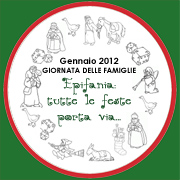 Gennaio 2012
GIORNATA DELLE FAMIGLIE
Epifania:
tutte le feste
porta via...